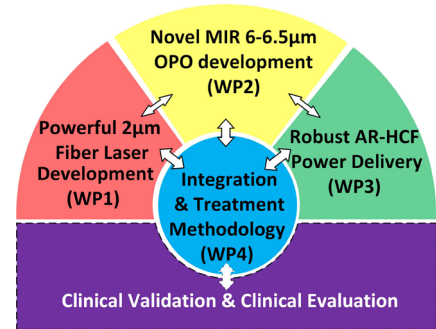 Novel MIR 6-6.5µm
OPO development
(WP2)
Powerful 2µm
Fiber Laser
Development
(WP1)
Robust AR-HCF
Power Delivery
(WP3)
Integration
& Treatment
Methodology
(WP4)
Clinical Validation & Clinical Evaluation